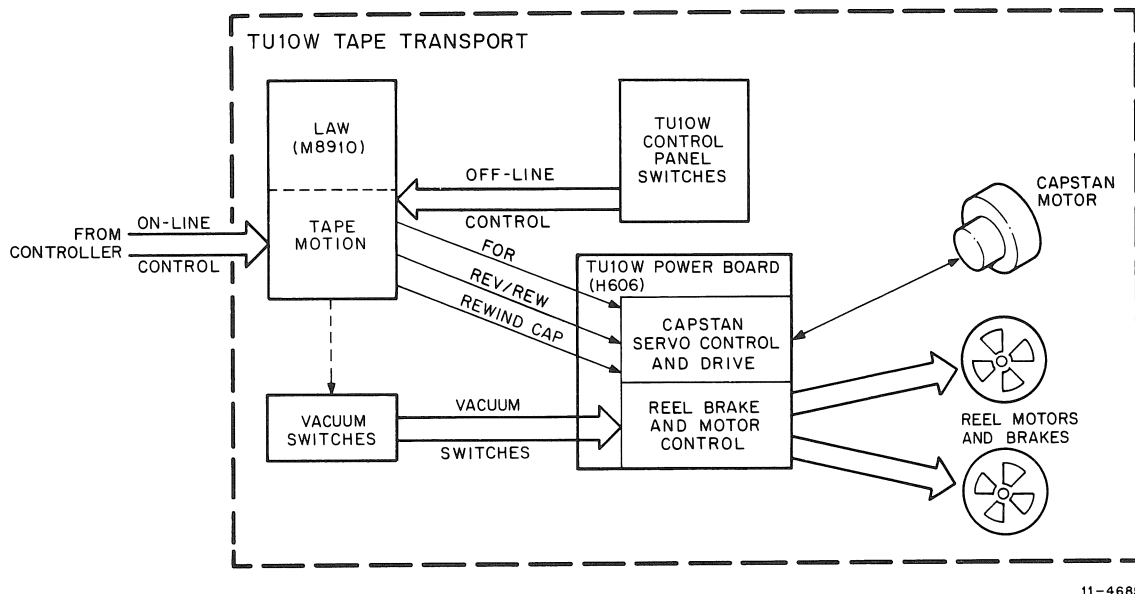 TU10W TAPE TRANSPORT
LAW
(M8910)
TAPE
MOTION
TU10W
CONTROL
PANEL
SWITCHES
OFF-LINE
CONTROL
FROM
CONTROLLER
ON-LINE
CONTROL
CAPSTAN
MOTOR
FOR
REV/REW
REWIND CAP
TU10W POWER BOARD
(H606)
CAPSTAN
SERVO CONTROL
AND DRIVE
VACUUM
SWITCHES
VACUUM
SWITCHES
REEL BRAKE
AND MOTOR
CONTROL
REEL MOTORS
AND BRAKES